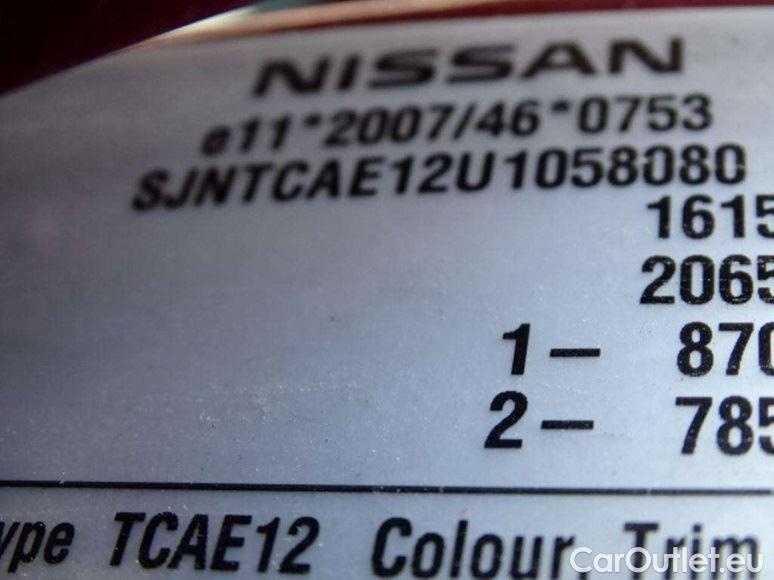 NISSAN
e11*2007/46*0753
SJNTCAE12U1058080
1615
2065
1- 870
2- 785
ype TCAE12 Colour, Trim
CarOutlet.eu